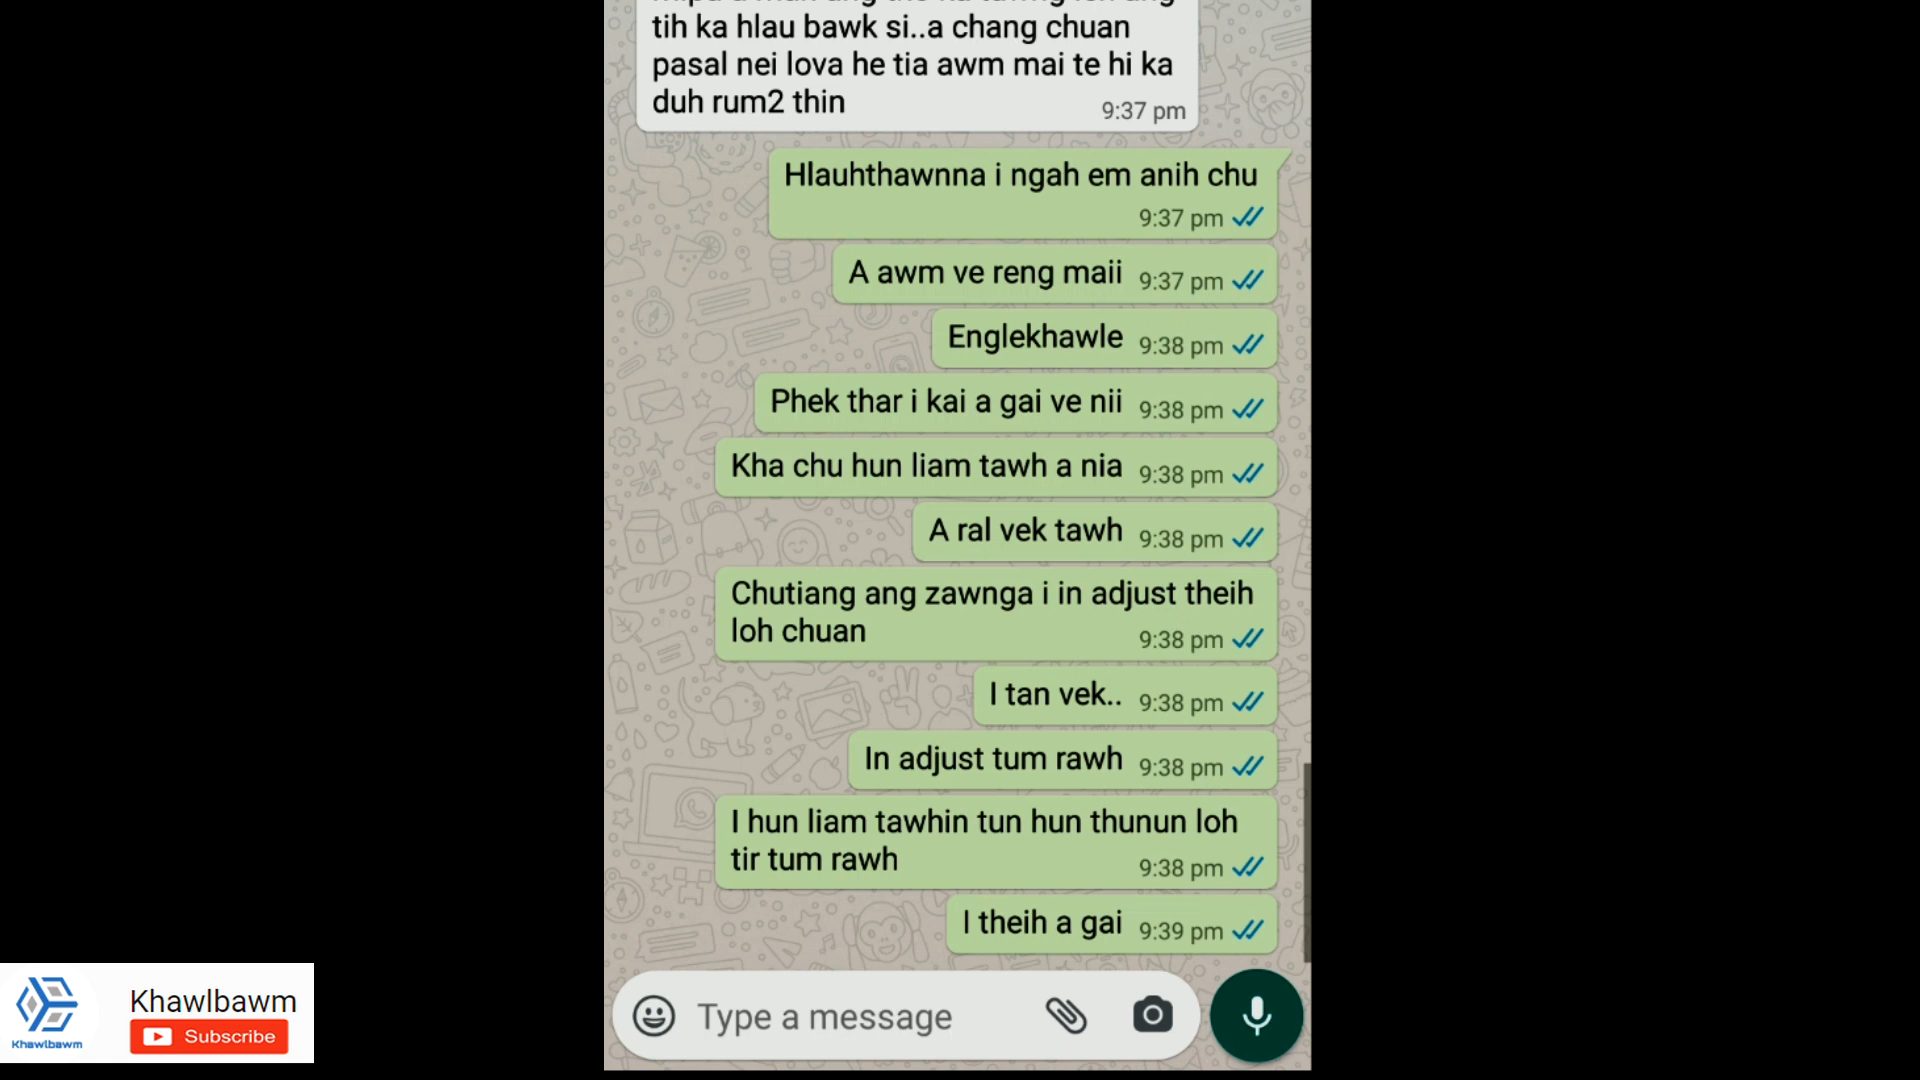 tih ka hlau bawk si..a chang chuan
pasal nei lova he tia awm mai te hi ka
duh rum2 thin
9:37 pm
Hlauhthawnna i ngah em anih chu
9:37 pm
A awm ve reng maii 9:37 pm
Englekhawle 9:38 pm
Phek thar i kai a gai ve nii 9:38 pm
Kha chu hun liam tawh a nia 9:38 pm
A ral vek tawh 9:38 pm
Chutiang ang zawnga i in adjust theih
loh chuan 9:38 pm
I tan vek.. 9:38 pm
In adjust tum rawh 9:38 pm
I hun liam tawhin tun hun thunun loh
tir tum rawh 9:38 pm
I theih a gai 9:39 pm
Type a message
Khawlbawm
Khawlbawm
Subscribe